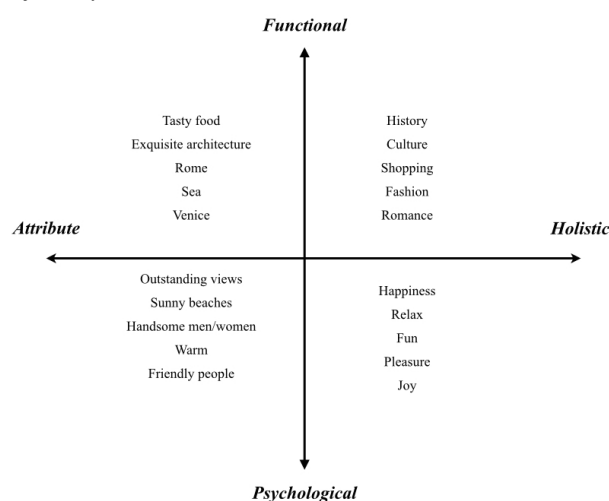 Functional
Tasty food
Exquisite architecture
Rome
Sea
Venice
History
Culture
Shopping
Fashion
Romance
Attribute
Holistic
Outstanding views
Sunny beaches
Handsome men/women
Warm
Friendly people
Happiness
Relax
Fun
Pleasure
Joy
Psychological